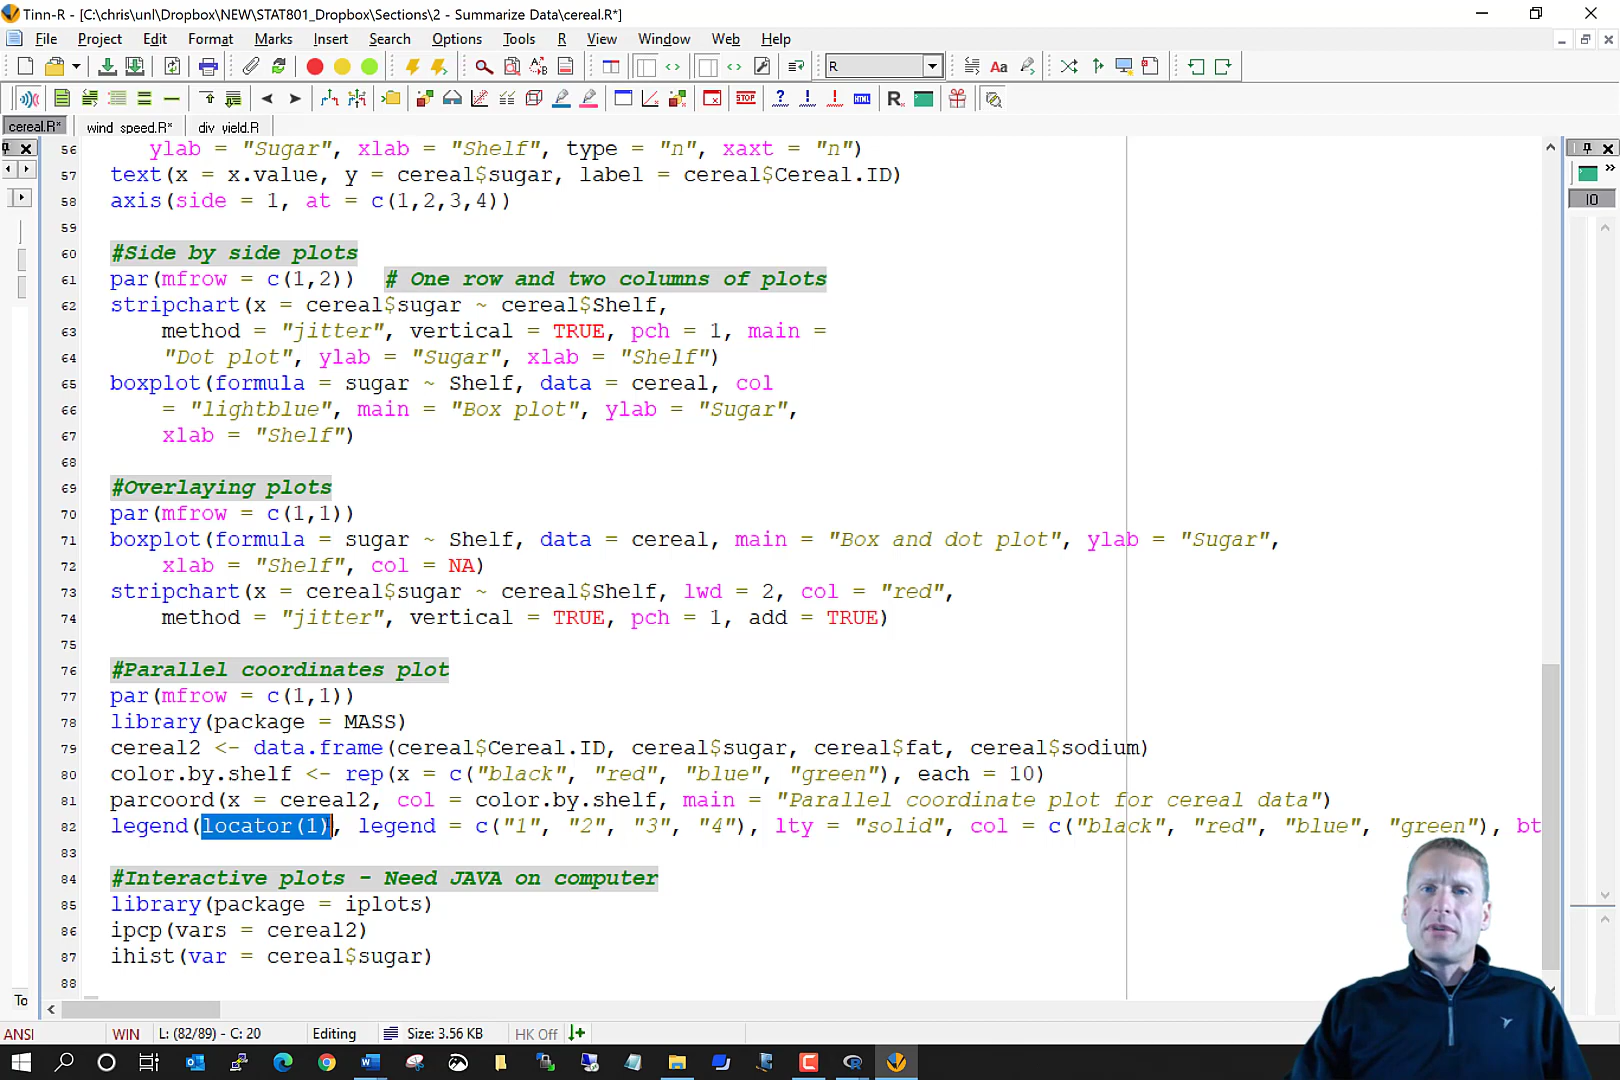 Tinn-R - [C:\chris\unl\Dropbox\NEW\STAT801_Dropbox\Sections\2 - Summarize Data\cereal.R*]
File Project Edit Format Marks Insert Search Options Tools R View Window Web Help
R
cereal.R* wind_speed.R* div_yield.R
56 ylab = "Sugar", xlab = "Shelf", type = "n", xaxt = "n")
57 text(x = x.value, y = cereal$sugar, label = cereal$Cereal.ID)
58 axis(side = 1, at = c(1,2,3,4))
59
60 #Side by side plots
61 par(mfrow = c(1,2)) # One row and two columns of plots
62 stripchart(x = cereal$sugar ~ cereal$Shelf,
63 method = "jitter", vertical = TRUE, pch = 1, main =
64 "Dot plot", ylab = "Sugar", xlab = "Shelf")
65 boxplot(formula = sugar ~ Shelf, data = cereal, col
66 = "lightblue", main = "Box plot", ylab = "Sugar",
67 xlab = "Shelf")
68
69 #Overlaying plots
70 par(mfrow = c(1,1))
71 boxplot(formula = sugar ~ Shelf, data = cereal, main = "Box and dot plot", ylab = "Sugar",
72 xlab = "Shelf", col = NA)
73 stripchart(x = cereal$sugar ~ cereal$Shelf, lwd = 2, col = "red",
74 method = "jitter", vertical = TRUE, pch = 1, add = TRUE)
75
76 #Parallel coordinates plot
77 par(mfrow = c(1,1))
78 library(package = MASS)
79 cereal2 <- data.frame(cereal$Cereal.ID, cereal$sugar, cereal$fat, cereal$sodium)
80 color.by.shelf <- rep(x = c("black", "red", "blue", "green"), each = 10)
81 parcoord(x = cereal2, col = color.by.shelf, main = "Parallel coordinate plot for cereal data")
82 legend(locator(1), legend = c("1", "2", "3", "4"), lty = "solid", col = c("black", "red", "blue", "green"), bt
83
84 #Interactive plots - Need JAVA on computer
85 library(package = iplots)
86 ipcp(vars = cereal2)
87 ihist(var = cereal$sugar)
88
To
IO
ANSI WIN L: (82/89) - C: 20 Editing Size: 3.56 KB HK Off